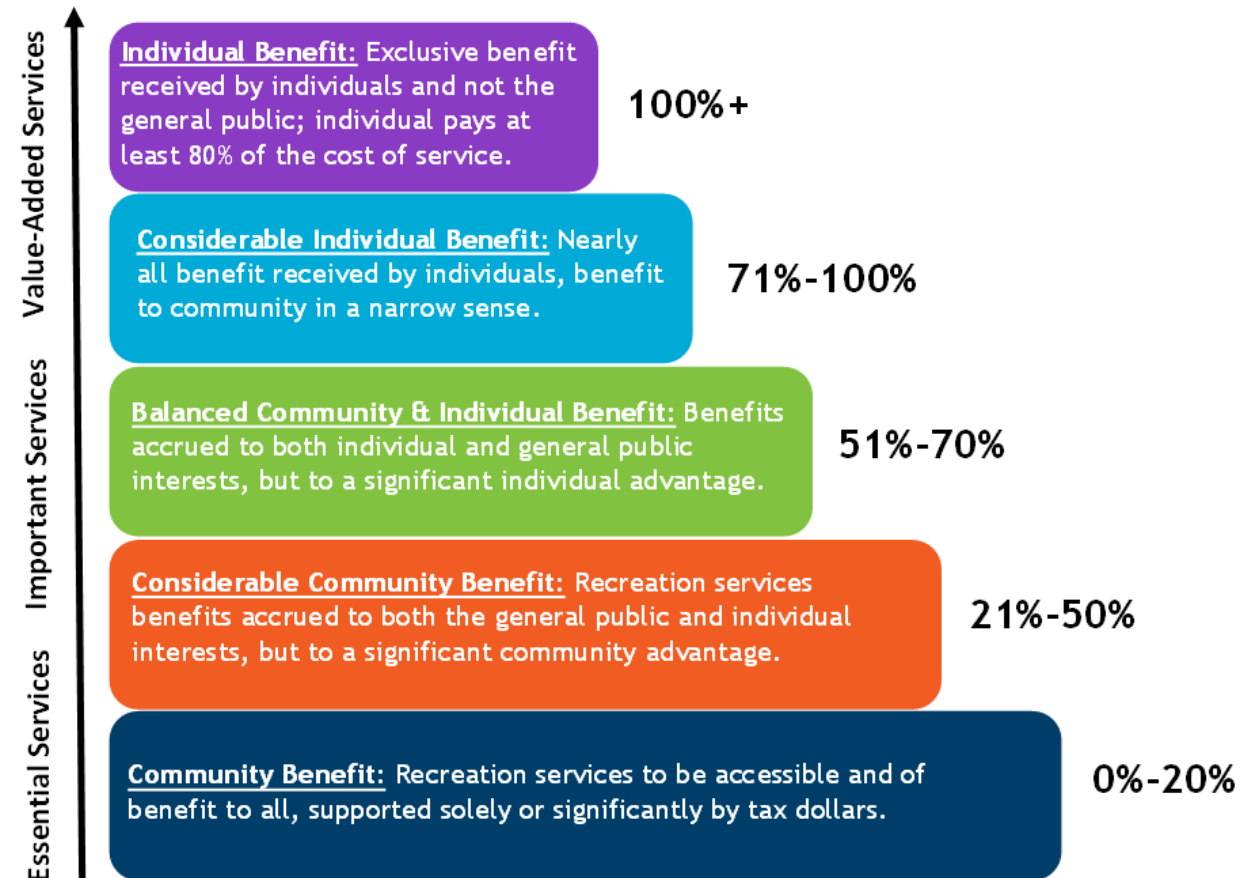 Value-Added Services
Individual Benefit: Exclusive benefit
received by individuals and not the
general public; individual pays at
least 80% of the cost of service.
100%+
Considerable Individual Benefit: Nearly
all benefit received by individuals, benefit
to community in a narrow sense.
71%-100%
Important Services
Balanced Community & Individual Benefit: Benefits
accrued to both individual and general public
interests, but to a significant individual advantage.
51%-70%
Considerable Community Benefit: Recreation services
benefits accrued to both the general public and individual
interests, but to a significant community advantage.
21%-50%
Essential Services
Community Benefit: Recreation services to be accessible and of
benefit to all, supported solely or significantly by tax dollars.
0%-20%